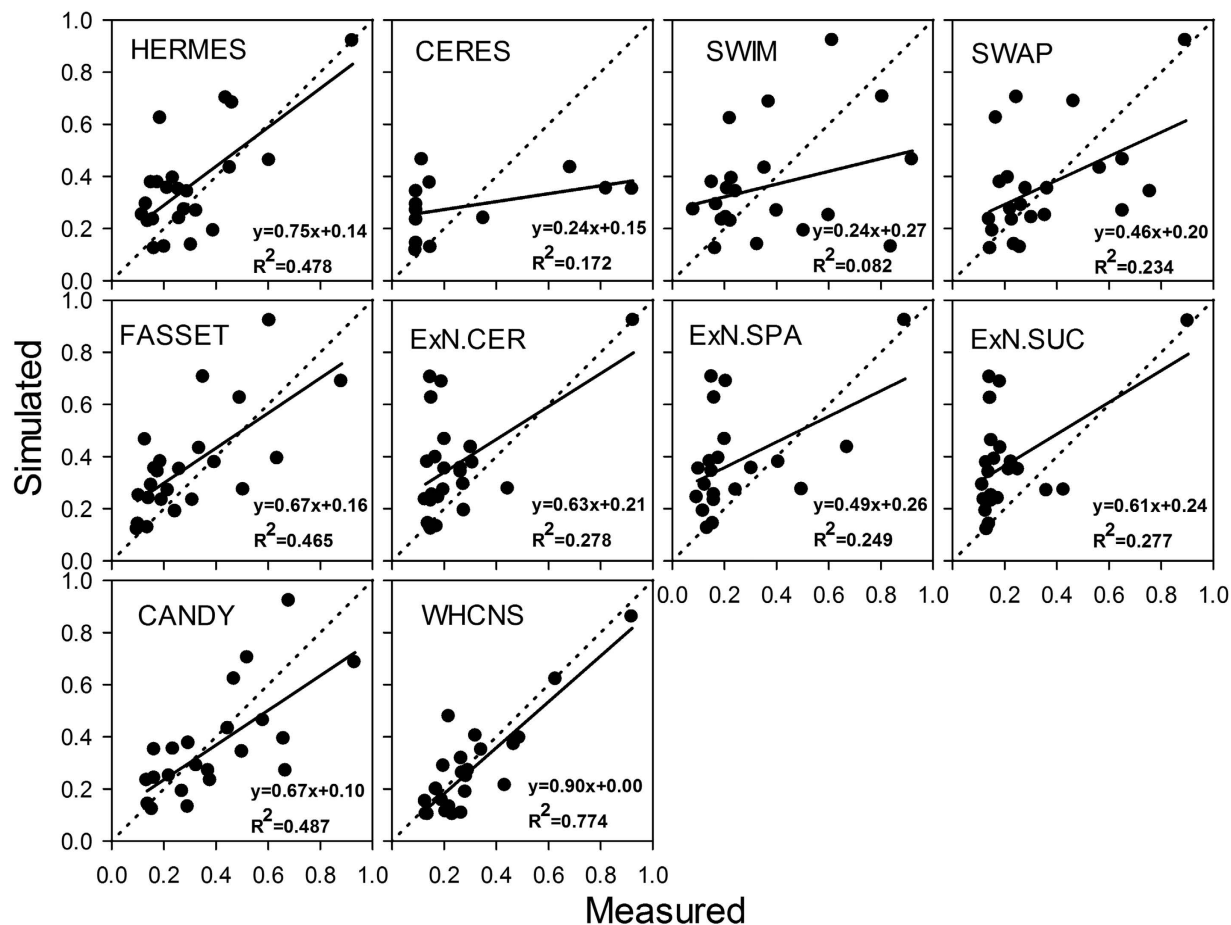 1.0
0.8
0.6
0.4
0.2
0.0
HERMES
y=0.75x+0.14
R2=0.478
CERES
y=0.24x+0.15
R2=0.172
SWIM
y=0.24x+0.27
R2=0.082
SWAP
y=0.46x+0.20
R2=0.234
1.0
0.8
0.6
0.4
0.2
0.0
FASSET
y=0.67x+0.16
R2=0.465
ExN.CER
y=0.63x+0.21
R2=0.278
ExN.SPA
y=0.49x+0.26
R2=0.249
ExN.SUC
y=0.61x+0.24
R2=0.277
0.0 0.2 0.4 0.6 0.8 1.0
0.0 0.2 0.4 0.6 0.8 1.0
Simulated
1.0
0.8
0.6
0.4
0.2
0.0
CANDY
y=0.67x+0.10
R2=0.487
WHCNS
y=0.90x+0.00
R2=0.774
0.0 0.2 0.4 0.6 0.8 1.0
0.0 0.2 0.4 0.6 0.8 1.0
Measured